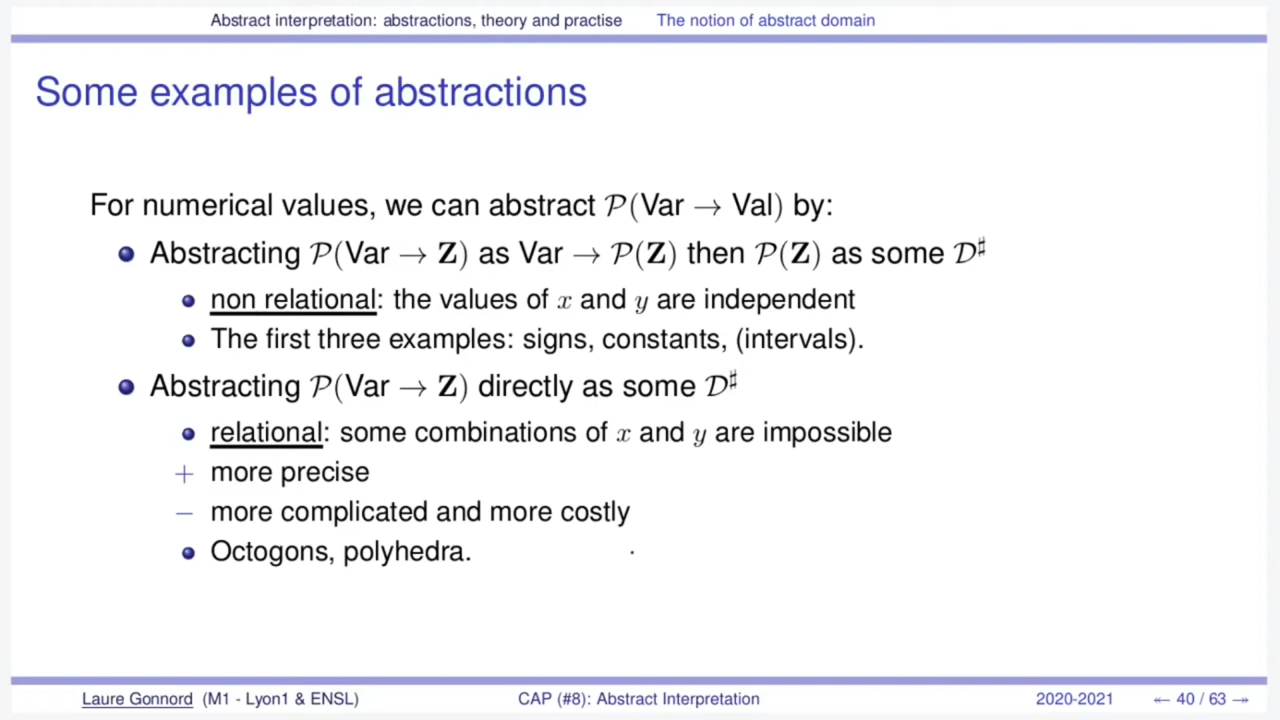 Abstract interpretation: abstractions, theory and practise The notion of abstract domain
Some examples of abstractions
For numerical values, we can abstract 𝒫(Var → Val) by:
Abstracting 𝒫(Var → Z) as Var → 𝒫(Z) then 𝒫(Z) as some 𝒟♯
non relational: the values of x and y are independent
The first three examples: signs, constants, (intervals).
Abstracting 𝒫(Var → Z) directly as some 𝒟♯
relational: some combinations of x and y are impossible
+ more precise
− more complicated and more costly
Octogons, polyhedra.
Laure Gonnord (M1 - Lyon1 & ENSL) CAP (#8): Abstract Interpretation 2020-2021 ← 40 / 63 →